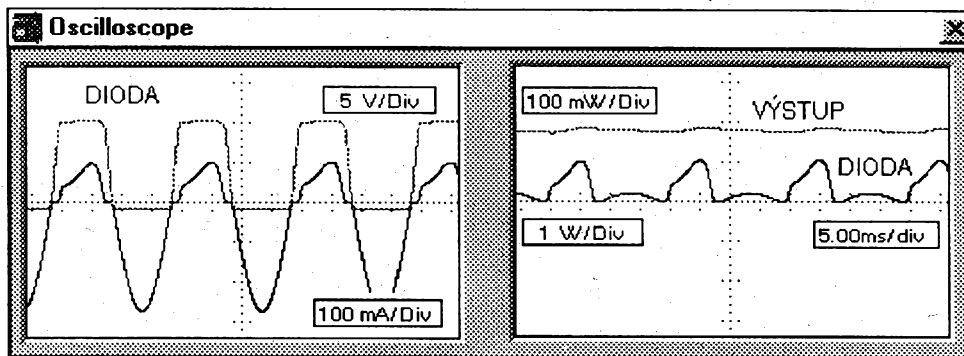 Oscilloscope
DIODA
5 V/Div
100 mA/Div
100 mW/Div
VÝSTUP
DIODA
1 W/Div
5.00ms/div